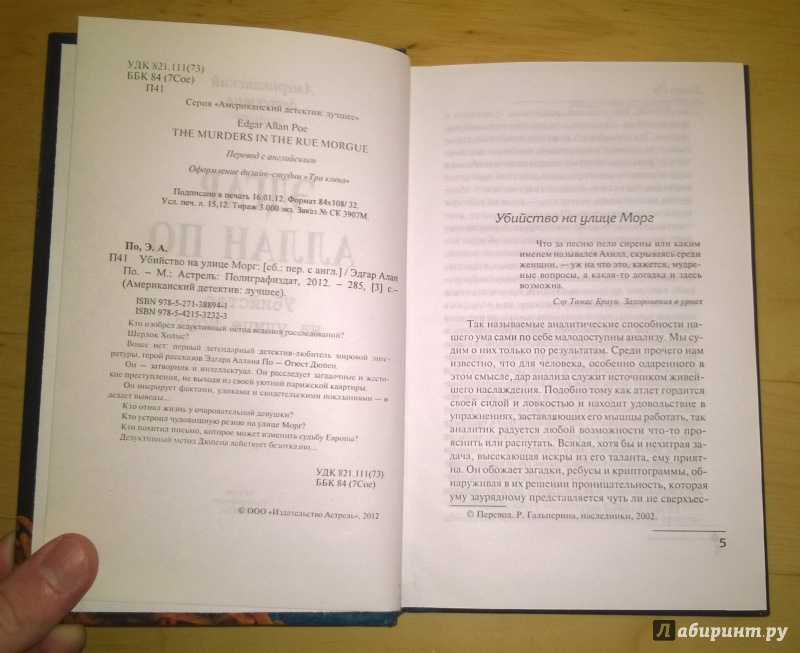 УДК 821.111(73)
ББК 84 (7Сое)
П41
Серия «Американский детектив: лучшее»
Edgar Allan Poe
THE MURDERS IN THE RUE MORGUE
Перевод с английского
Оформление дизайн-студии «Три кота»
Подписано в печать 16.01.12. Формат 84x108/ 32.
Усл. печ. л. 15,12. Тираж 3 000 экз. Заказ № СК 3907М.
По, Э. А.
П41 Убийство на улице Морг: [сб.: пер. с англ.] / Эдгар Алан
По. – М.: Астрель: Полиграфиздат, 2012. – 285, [3] с.–
(Американский детектив: лучшее).
ISBN 978-5-271-38894-1
ISBN 978-5-4215-3232-3
Кто изобрел дедуктивный метод ведения расследований?
Шерлок Холмс?
Вовсе нет: первый легендарный детектив-любитель мировой лите-
ратуры, герой рассказов Эдгара Аллана По — Огюст Дюпен.
Он — затворник и интеллектуал. Он расследует загадочные и жесто-
кие преступления, не выходя из своей уютной парижской квартиры.
Он оперирует фактами, уликами и свидетельскими показаниями — и
делает выводы...
Кто отнял жизнь у очаровательной девушки?
Кто устроил чудовищную резню на улице Морг?
Кто похитил письмо, которое может изменить судьбу Европы?
Дедуктивный метод Дюпена действует безотказно...
УДК 821.111(73)
ББК 84 (7Сое)
© ООО «Издательство Астрель», 2012
Убийство на улице Морг
Что за песню пели сирены или каким
именем назывался Ахилл, скрываясь среди
женщин, — уж на что это, кажется, мудре-
ные вопросы, а какая-то догадка и здесь
возможна.
Сэр Томас Браун. Захоронения в урнах
Так называемые аналитические способности на-
шего ума сами по себе малодоступны анализу. Мы су-
дим о них только по результатам. Среди прочего нам
известно, что для человека, особенно одаренного в
этом смысле, дар анализа служит источником живей-
шего наслаждения. Подобно тому как атлет гордится
своей силой и ловкостью и находит удовольствие в
упражнениях, заставляющих его мышцы работать, так
аналитик радуется любой возможности что-то про-
яснить или распутать. Всякая, хотя бы и нехитрая за-
дача, высекающая искры из его таланта, ему прият-
на. Он обожает загадки, ребусы и криптограммы, об-
наруживая в их решении проницательность, которая
уму заурядному представляется чуть ли не сверхъес-
© Перевод. Р. Гальперина, наследники, 2002.
5
Лабиринт.ру